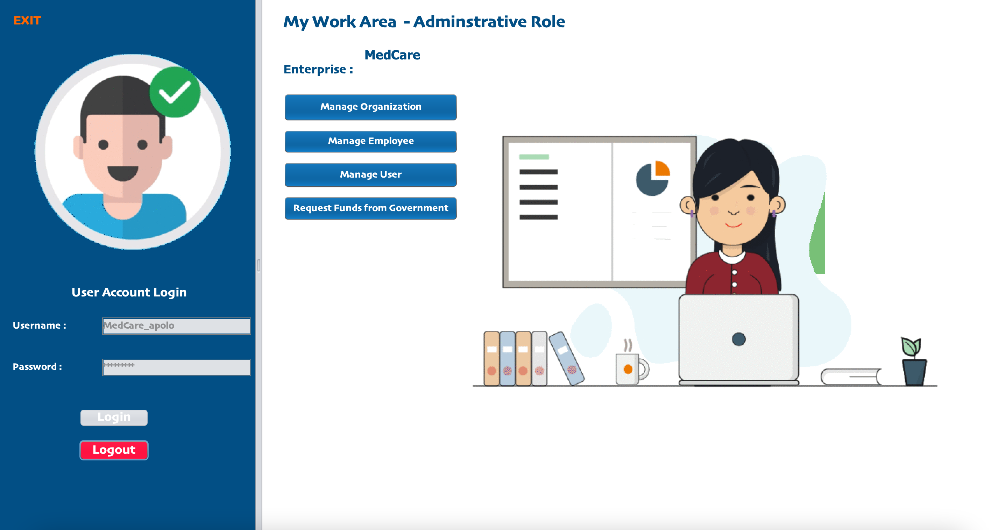 EXIT
User Account Login
Username :
MedCare_apolo
Password :
Login
Logout
My Work Area - Adminstrative Role
MedCare
Enterprise :
Manage Organization
Manage Employee
Manage User
Request Funds from Government